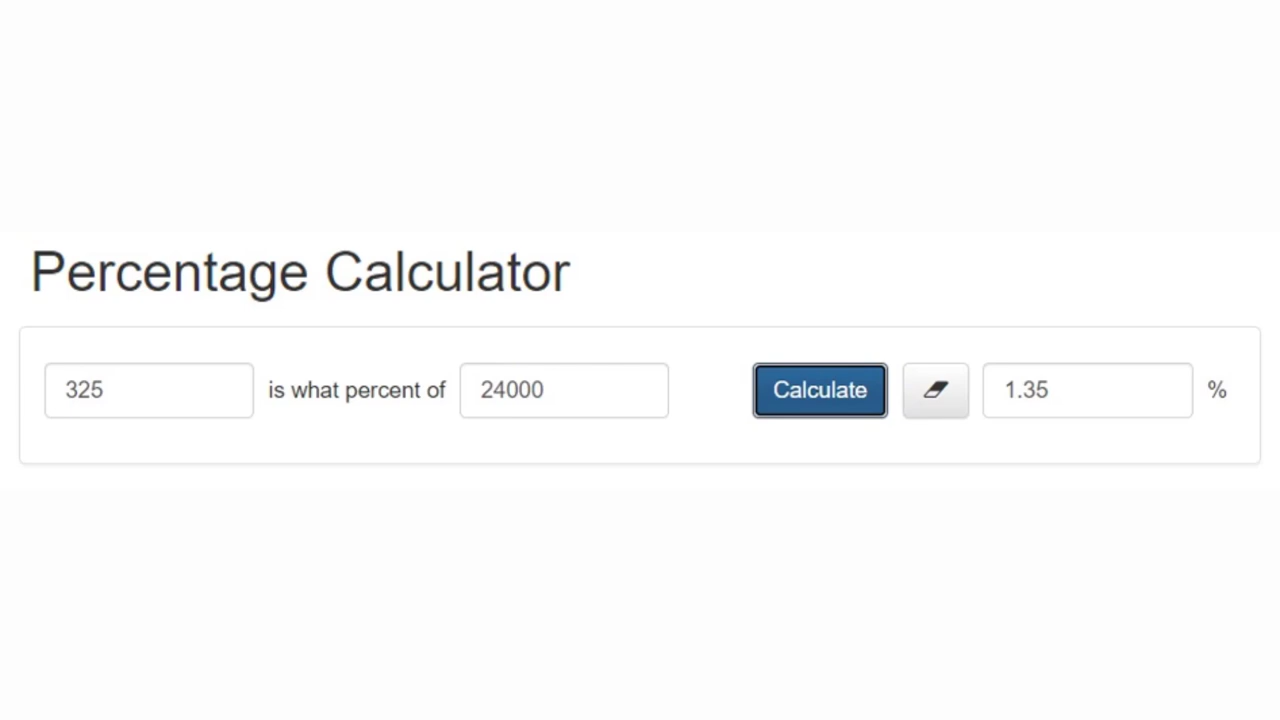 Percentage Calculator
325 is what percent of 24000 Calculate 1.35 %